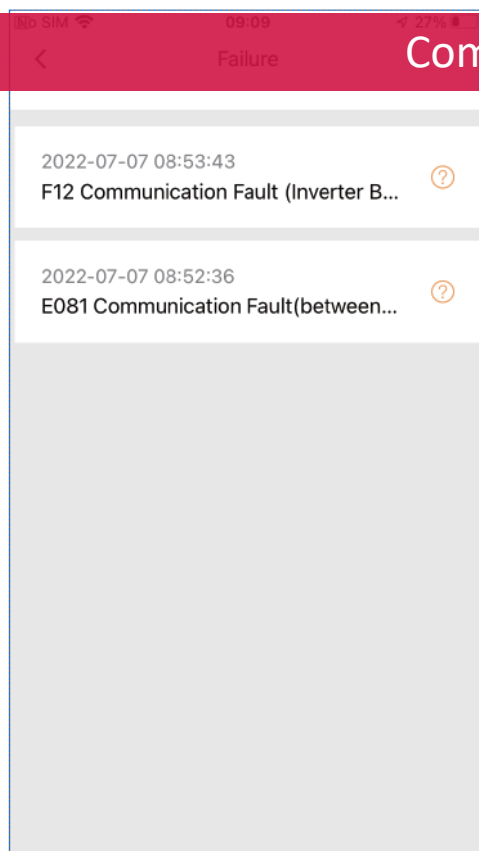 No SIM 09:09 27%
Failure
Com
2022-07-07 08:53:43
F12 Communication Fault (Inverter B...
?
2022-07-07 08:52:36
E081 Communication Fault(between...
?